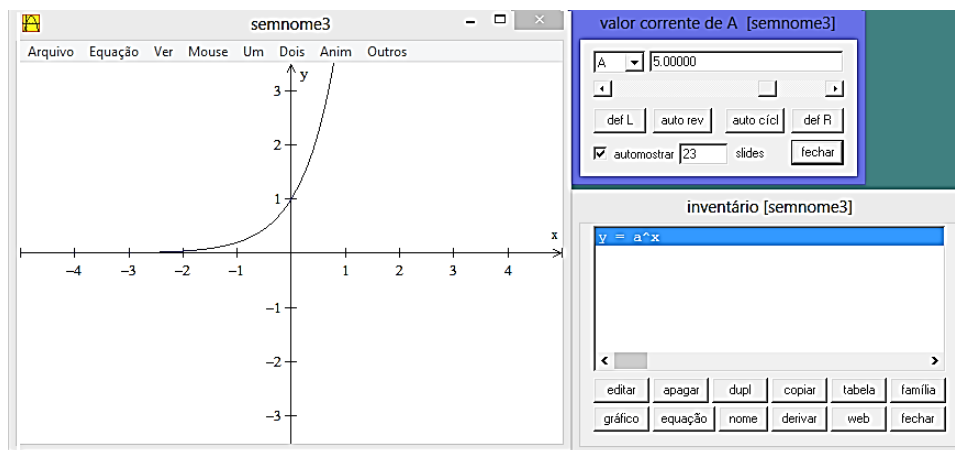 semnome3
Arquivo Equação Ver Mouse Um Dois Anim Outros
y
3
2
1
x
−4 −3 −2 −1 1 2 3 4
−1
−2
−3
valor corrente de A [semnome3]
A 5.00000
def L auto rev auto cícl def R
automostrar 23 slides fechar
inventário [semnome3]
y = a^x
editar apagar dupl copiar tabela família
gráfico equação nome derivar web fechar